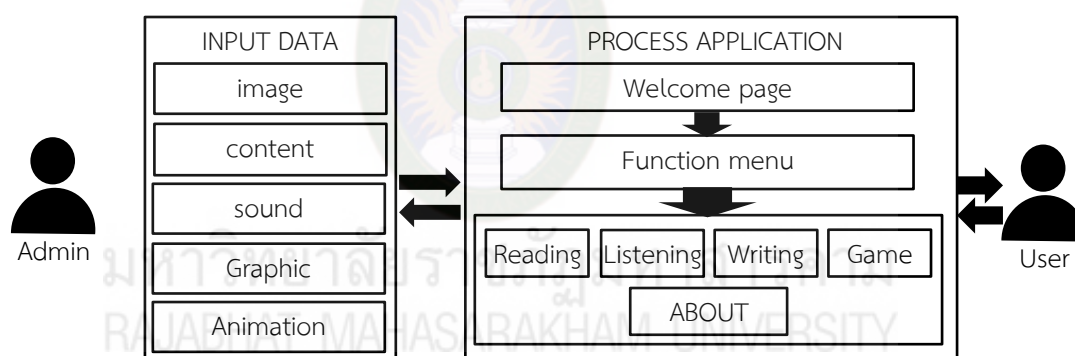 INPUT DATA
image
content
sound
Graphic
Animation
Admin
PROCESS APPLICATION
Welcome page
Function menu
Reading
Listening
Writing
Game
ABOUT
User
มหาวิทยาลัยราชภัฏมหาสารคาม
RAJABHAT MAHASARAKHAM UNIVERSITY